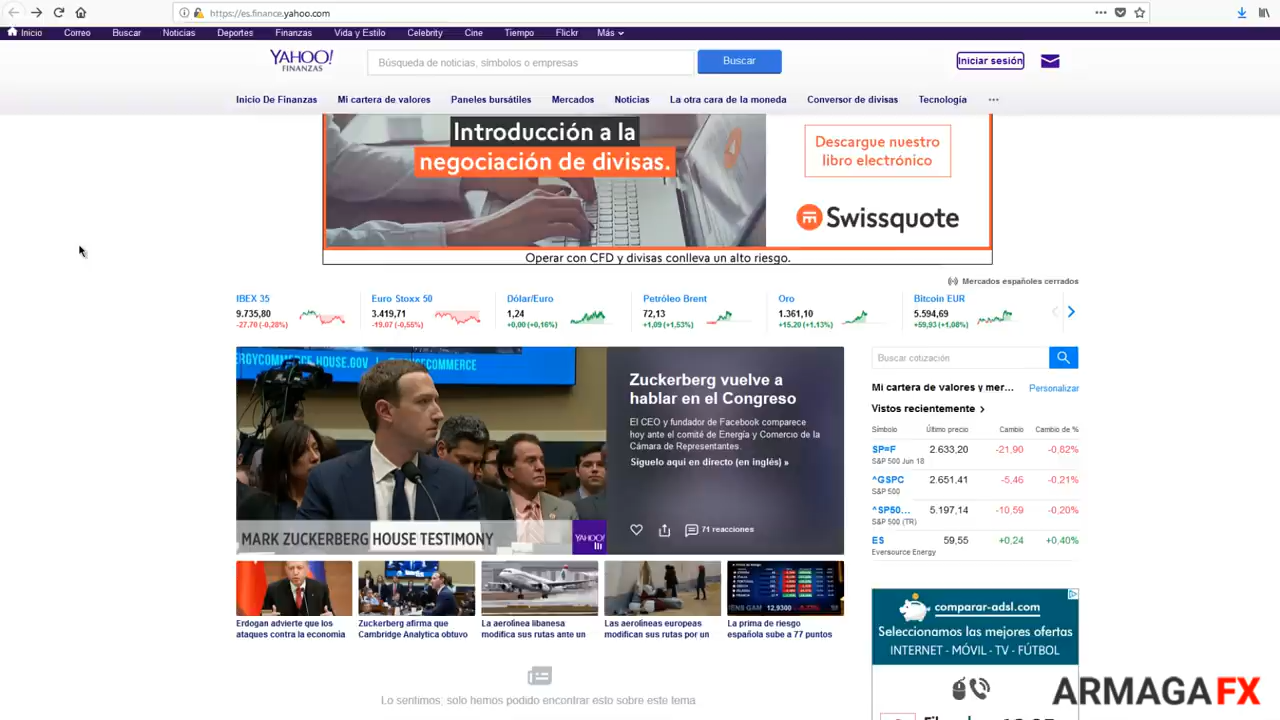 https://es.finance.yahoo.com
Inicio Correo Buscar Noticias Deportes Finanzas Vida y Estilo Celebrity Cine Tiempo Flickr Más
YAHOO!
FINANZAS
Búsqueda de noticias, símbolos o empresas
Buscar
Iniciar sesión
Inicio De Finanzas Mi cartera de valores Paneles bursátiles Mercados Noticias La otra cara de la moneda Conversor de divisas Tecnología
Introducción a la
negociación de divisas.
Descargue nuestro
libro electrónico
Swissquote
Operar con CFD y divisas conlleva un alto riesgo.
Mercados españoles cerrados
IBEX 35
9.735,80
-27,70 (-0,28%)
Euro Stoxx 50
3.419,71
-19,07 (-0,55%)
Dólar/Euro
1,24
+0,00 (+0,16%)
Petróleo Brent
72,13
+1,09 (+1,53%)
Oro
1.361,10
+15,20 (+1,13%)
Bitcoin EUR
5.594,69
+59,93 (+1,08%)
ERGYCOMMERCE.HOUSE.GOV
COMMERCE
MARK ZUCKERBERG HOUSE TESTIMONY
YAHOO!
Zuckerberg vuelve a
hablar en el Congreso
El CEO y fundador de Facebook comparece
hoy ante el comité de Energía y Comercio de la
Cámara de Representantes.
Síguelo aquí en directo (en inglés) »
71 reacciones
Buscar cotización
Mi cartera de valores y mer... Personalizar
Vistos recientemente
Símbolo Último precio Cambio Cambio de %
SP=F 2.633,20 -21,90 -0,82%
S&P 500 Jun 18
^GSPC 2.651,41 -5,46 -0,21%
S&P 500
^SP50... 5.197,14 -10,59 -0,20%
S&P 500 (TR)
ES 59,55 +0,24 +0,40%
Eversource Energy
12,9300
Erdogan advierte que los
ataques contra la economía
Zuckerberg afirma que
Cambridge Analytica obtuvo
La aerolínea libanesa
modifica sus rutas ante un
Las aerolíneas europeas
modifican sus rutas por un
La prima de riesgo
española sube a 77 puntos
Lo sentimos; solo hemos podido encontrar esto sobre este tema
comparar-adsl.com
Seleccionamos las mejores ofertas
INTERNET - MÓVIL - TV - FÚTBOL
ARMAGAFX